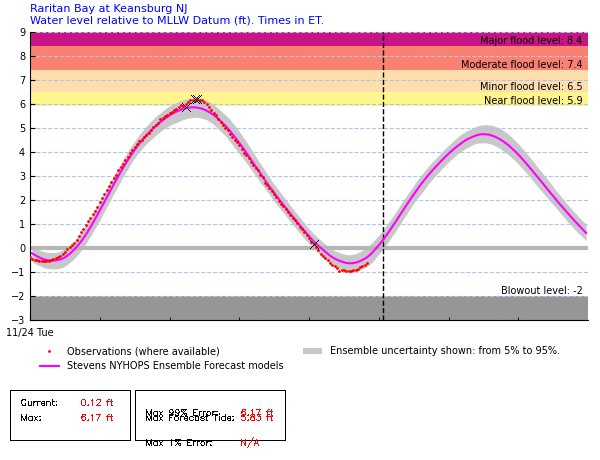 Raritan Bay at Keansburg NJ
Water level relative to MLLW Datum (ft). Times in ET.
9
8
7
6
5
4
3
2
1
0
−1
−2
−3
Major flood level: 8.4
Moderate flood level: 7.4
Minor flood level: 6.5
Near flood level: 5.9
Blowout level: -2
11/24 Tue
Observations (where available)
Stevens NYHOPS Ensemble Forecast models
Ensemble uncertainty shown: from 5% to 95%.
Current: 0.12 ft
Max: 6.17 ft
Max 99% Error: 6.17 ft
Max Forecast Tide: 5.83 ft
Max 1% Error: N/A